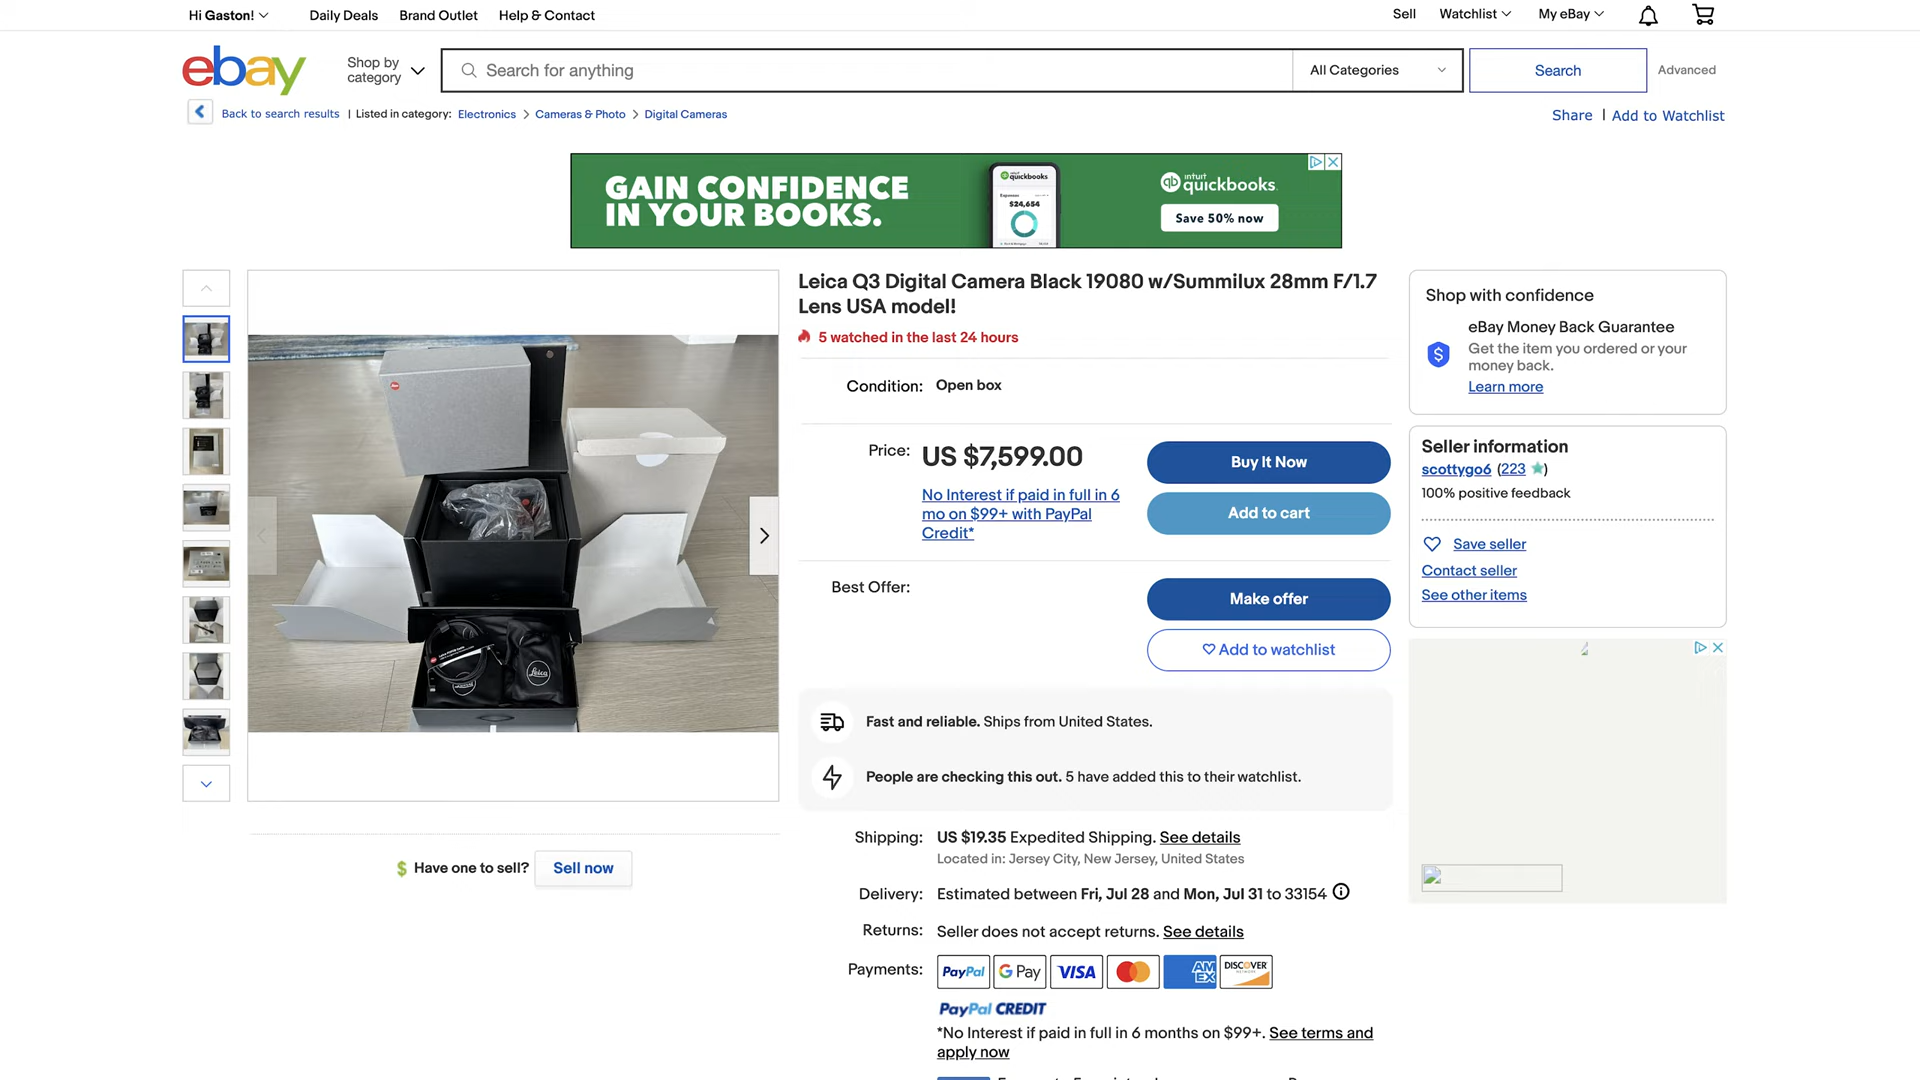 Hi Gaston!
Daily Deals
Brand Outlet
Help & Contact
Sell
Watchlist
My eBay
ebay
Shop by
category
Search for anything
All Categories
Search
Advanced
Back to search results
| Listed in category:
Electronics
Cameras & Photo
Digital Cameras
Share | Add to Watchlist
GAIN CONFIDENCE
IN YOUR BOOKS.
quickbooks
Expenses
$24,654
intuit
quickbooks.
Save 50% now
Leica Q3 Digital Camera Black 19080 w/Summilux 28mm F/1.7
Lens USA model!
5 watched in the last 24 hours
Condition: Open box
Price: US $7,599.00
No Interest if paid in full in 6
mo on $99+ with PayPal
Credit*
Buy It Now
Add to cart
Best Offer:
Make offer
Add to watchlist
Fast and reliable. Ships from United States.
People are checking this out. 5 have added this to their watchlist.
Shipping: US $19.35 Expedited Shipping. See details
Located in: Jersey City, New Jersey, United States
Delivery: Estimated between Fri, Jul 28 and Mon, Jul 31 to 33154
Returns: Seller does not accept returns. See details
Payments: PayPal G Pay VISA AM EX DISCOVER
PayPal CREDIT
*No Interest if paid in full in 6 months on $99+. See terms and
apply now
Leica
Have one to sell? Sell now
Shop with confidence
eBay Money Back Guarantee
Get the item you ordered or your
money back.
Learn more
Seller information
scottygo6 (223)
100% positive feedback
Save seller
Contact seller
See other items